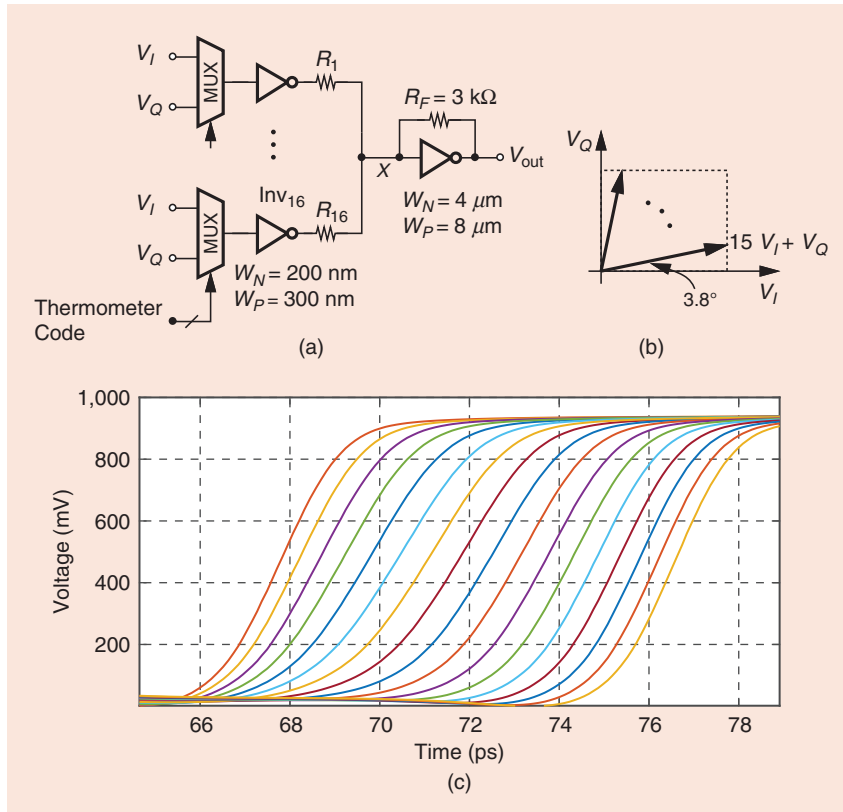 V_I
V_Q
MUX
R_1
R_F = 3 kΩ
X
V_out
W_N = 4 μm
W_P = 8 μm
V_I
V_Q
MUX
Inv_16
R_16
W_N = 200 nm
W_P = 300 nm
Thermometer
Code
(a)
V_Q
15 V_I + V_Q
3.8°
V_I
(b)
Voltage (mV)
1,000
800
600
400
200
66 68 70 72 74 76 78
Time (ps)
(c)